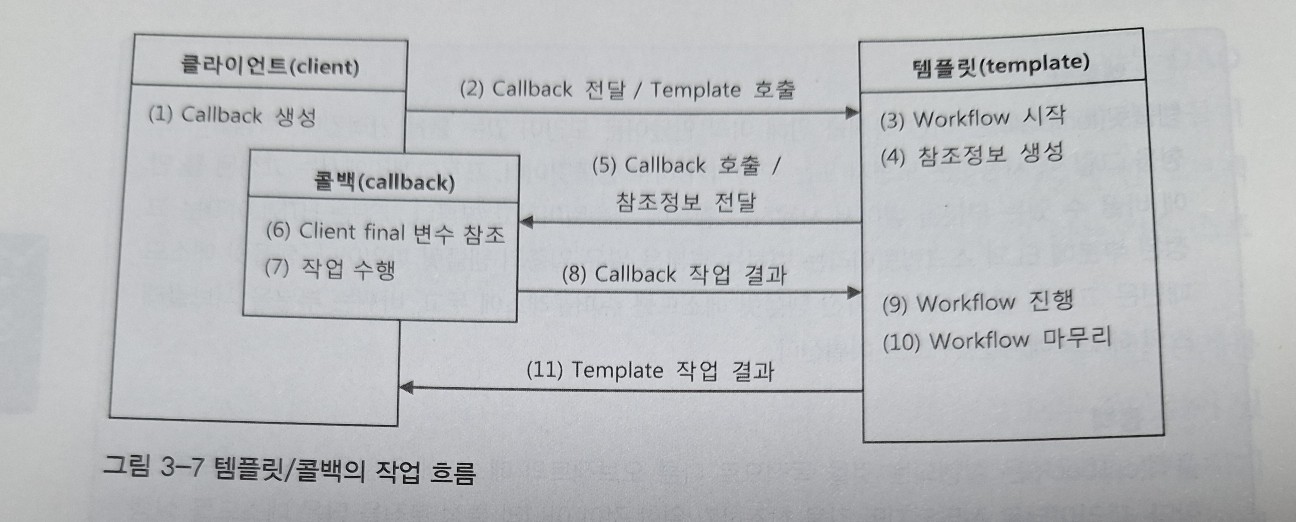 클라이언트(client)
(1) Callback 생성
(2) Callback 전달 / Template 호출
템플릿(template)
(3) Workflow 시작
(4) 참조정보 생성
(5) Callback 호출 /
참조정보 전달
콜백(callback)
(6) Client final 변수 참조
(7) 작업 수행
(8) Callback 작업 결과
(9) Workflow 진행
(10) Workflow 마무리
(11) Template 작업 결과
그림 3-7 템플릿/콜백의 작업 흐름